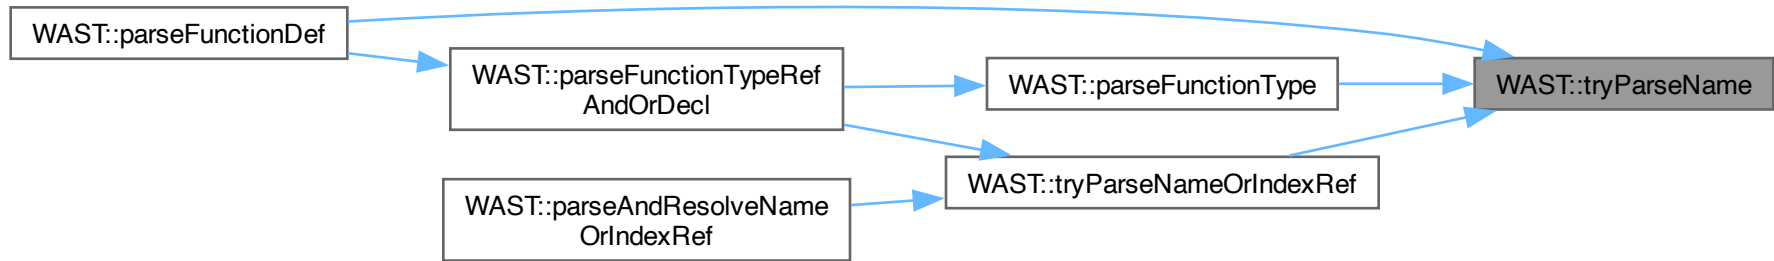 WAST::parseFunctionDef
WAST::parseFunctionTypeRef
AndOrDecl
WAST::parseFunctionType
WAST::tryParseName
WAST::tryParseNameOrIndexRef
WAST::parseAndResolveName
OrIndexRef